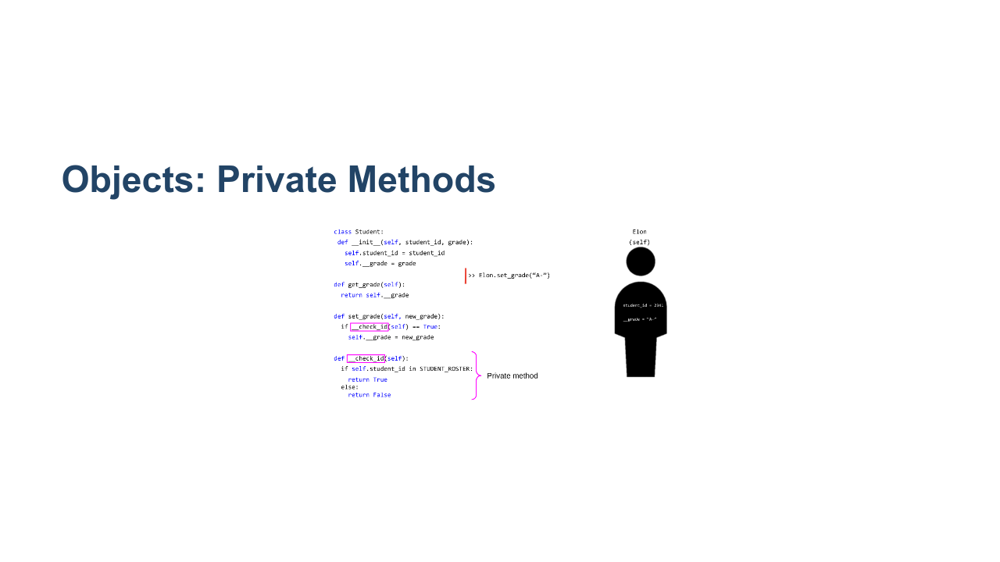 Objects: Private Methods
class Student:
def __init__(self, student_id, grade):
self.student_id = student_id
self.__grade = grade
>> Elon.set_grade(“A-”)
def get_grade(self):
return self.__grade
def set_grade(self, new_grade):
if __check_id(self) == True:
self.__grade = new_grade
def __check_id(self):
if self.student_id in STUDENT_ROSTER:
return True
else:
return False
Private method
Elon
(self)
student_id = 2341
__grade = “A-”